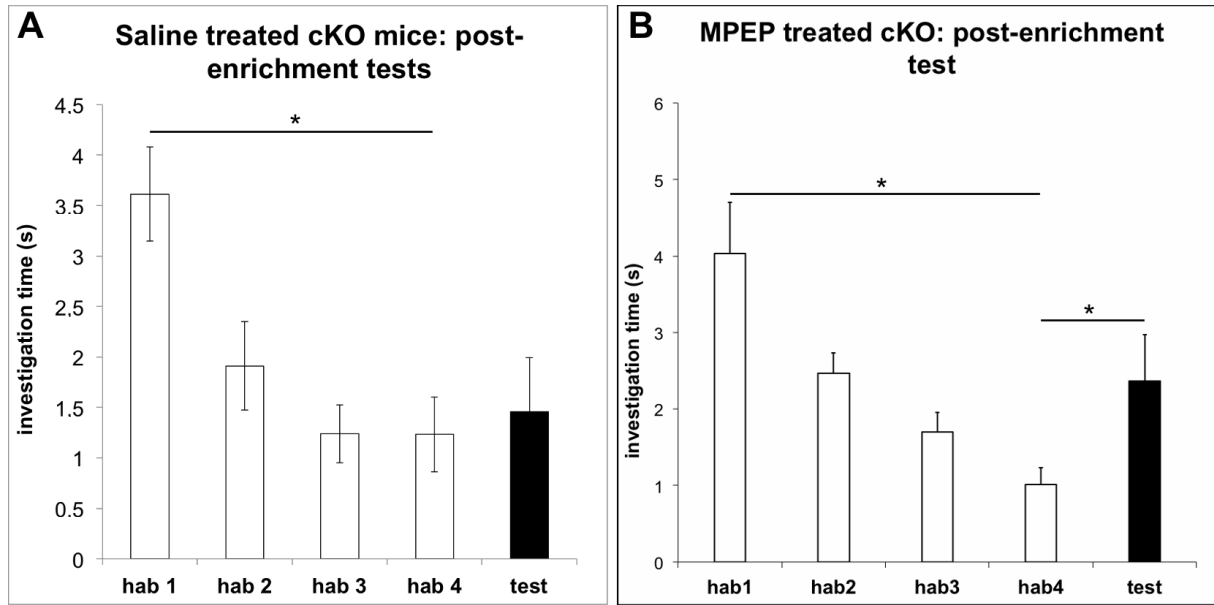 A
Saline treated cKO mice: post-
enrichment tests
4.5
4
3.5
3
2.5
2
1.5
1
0.5
0
investigation time (s)
*
hab 1 hab 2 hab 3 hab 4 test
B
MPEP treated cKO: post-enrichment
test
6
5
4
3
2
1
0
investigation time (s)
*
*
hab1 hab2 hab3 hab4 test